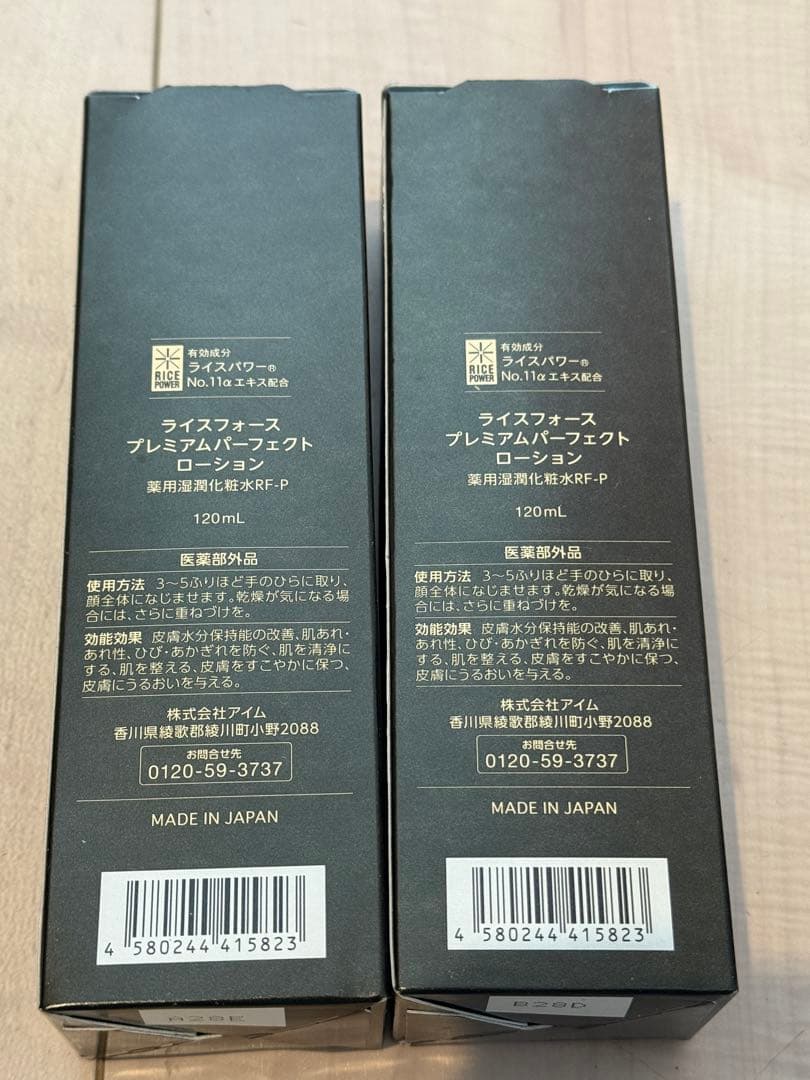 RICE
POWER
有効成分
ライスパワー®
No.11α エキス配合
ライスフォース
プレミアムパーフェクト
ローション
薬用湿潤化粧水RF-P
120mL
医薬部外品
使用方法 3～5ふりほど手のひらに取り、
顔全体になじませます。乾燥が気になる場
合には、さらに重ねづけを。
効能効果 皮膚水分保持能の改善、肌あれ・
あれ性、ひび・あかぎれを防ぐ、肌を清浄に
する、肌を整える、皮膚をすこやかに保つ、
皮膚にうるおいを与える。
株式会社アイム
香川県綾歌郡綾川町小野2088
お問合せ先
0120-59-3737
MADE IN JAPAN
4 580244 415823
A28E
RICE
POWER
有効成分
ライスパワー®
No.11α エキス配合
ライスフォース
プレミアムパーフェクト
ローション
薬用湿潤化粧水RF-P
120mL
医薬部外品
使用方法 3～5ふりほど手のひらに取り、
顔全体になじませます。乾燥が気になる場
合には、さらに重ねづけを。
効能効果 皮膚水分保持能の改善、肌あれ・
あれ性、ひび・あかぎれを防ぐ、肌を清浄に
する、肌を整える、皮膚をすこやかに保つ、
皮膚にうるおいを与える。
株式会社アイム
香川県綾歌郡綾川町小野2088
お問合せ先
0120-59-3737
MADE IN JAPAN
4 580244 415823
B28D